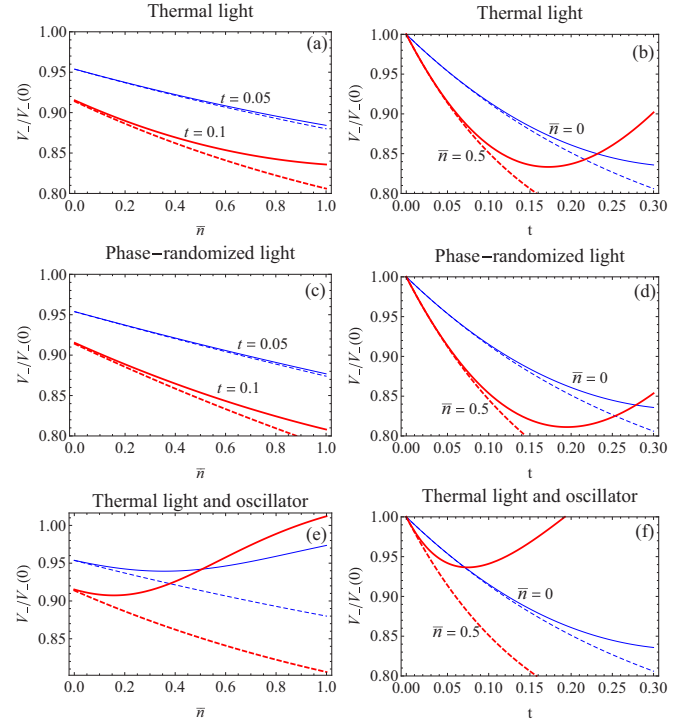 Thermal light
(a)
V_/V_(0)
1.00
0.95
0.90
0.85
0.80
t = 0.05
t = 0.1
0.0 0.2 0.4 0.6 0.8 1.0
n̅
Thermal light
(b)
V_/V_(0)
1.00
0.95
0.90
0.85
0.80
n̅ = 0
n̅ = 0.5
0.00 0.05 0.10 0.15 0.20 0.25 0.30
t
Phase−randomized light
(c)
V_/V_(0)
1.00
0.95
0.90
0.85
0.80
t = 0.05
t = 0.1
0.0 0.2 0.4 0.6 0.8 1.0
n̅
Phase−randomized light
(d)
V_/V_(0)
1.00
0.95
0.90
0.85
0.80
n̅ = 0
n̅ = 0.5
0.00 0.05 0.10 0.15 0.20 0.25 0.30
t
Thermal light and oscillator
(e)
V_/V_(0)
1.00
0.95
0.90
0.85
0.0 0.2 0.4 0.6 0.8 1.0
n̅
Thermal light and oscillator
(f)
V_/V_(0)
1.00
0.95
0.90
0.85
0.80
n̅ = 0
n̅ = 0.5
0.00 0.05 0.10 0.15 0.20 0.25 0.30
t